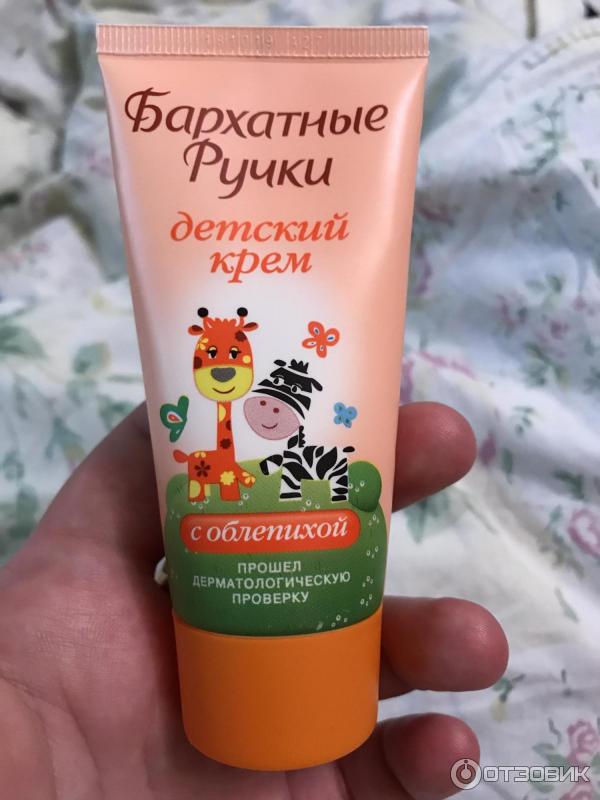 Бархатные
Ручки
детский
крем
с облепихой
ПРОШЕЛ
ДЕРМАТОЛОГИЧЕСКУЮ
ПРОВЕРКУ
ОТЗОВИК